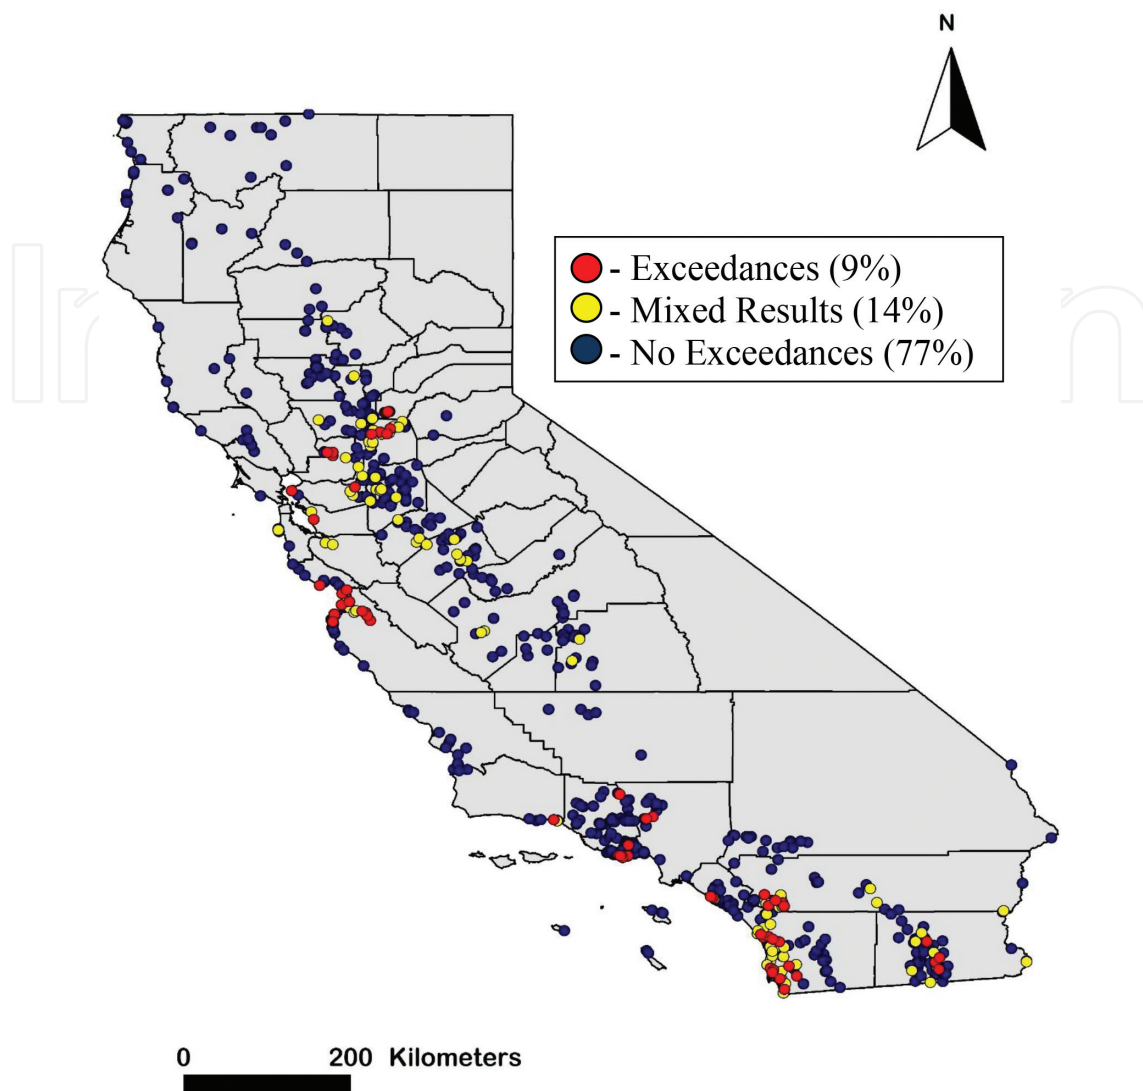 N
- Exceedances (9%)
- Mixed Results (14%)
- No Exceedances (77%)
0 200 Kilometers